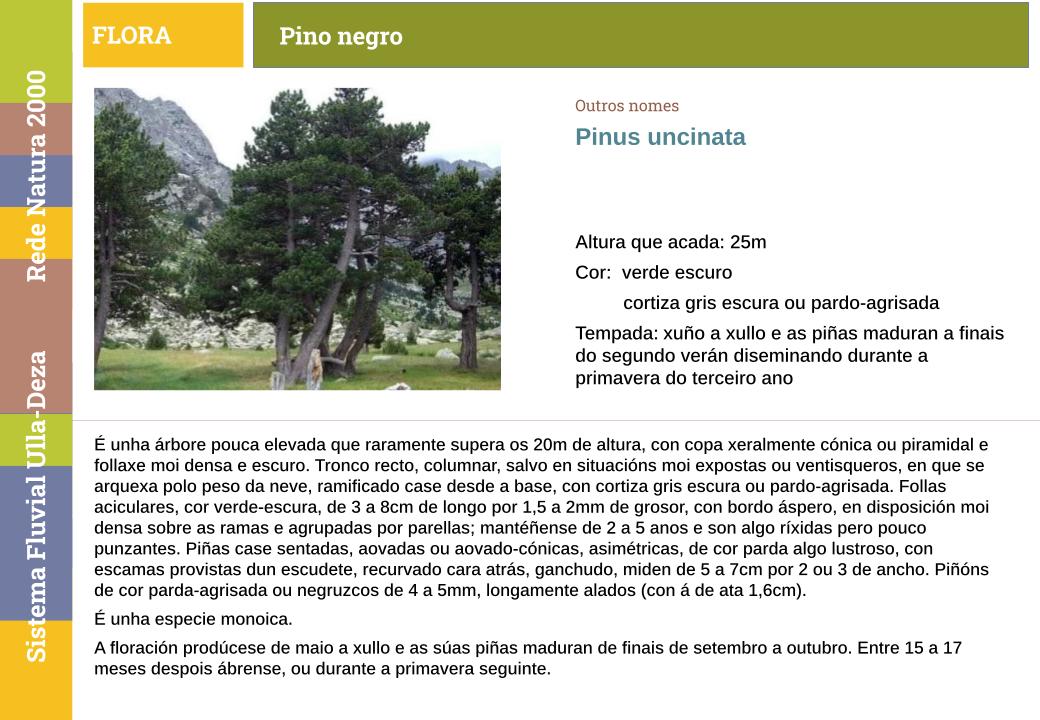 FLORA
Pino negro
Rede Natura 2000
Sistema Fluvial Ulla-Deza
Outros nomes
Pinus uncinata
Altura que acada: 25m
Cor:  verde escuro
cortiza gris escura ou pardo-agrisada
Tempada: xuño a xullo e as piñas maduran a finais
do segundo verán diseminando durante a
primavera do terceiro ano
É unha árbore pouca elevada que raramente supera os 20m de altura, con copa xeralmente cónica ou piramidal e
follaxe moi densa e escuro. Tronco recto, columnar, salvo en situacións moi expostas ou ventisqueros, en que se
arquexa polo peso da neve, ramificado case desde a base, con cortiza gris escura ou pardo-agrisada. Follas
aciculares, cor verde-escura, de 3 a 8cm de longo por 1,5 a 2mm de grosor, con bordo áspero, en disposición moi
densa sobre as ramas e agrupadas por parellas; mantéñense de 2 a 5 anos e son algo ríxidas pero pouco
punzantes. Piñas case sentadas, aovadas ou aovado-cónicas, asimétricas, de cor parda algo lustroso, con
escamas provistas dun escudete, recurvado cara atrás, ganchudo, miden de 5 a 7cm por 2 ou 3 de ancho. Piñóns
de cor parda-agrisada ou negruzcos de 4 a 5mm, longamente alados (con á de ata 1,6cm).
É unha especie monoica.
A floración prodúcese de maio a xullo e as súas piñas maduran de finais de setembro a outubro. Entre 15 a 17
meses despois ábrense, ou durante a primavera seguinte.